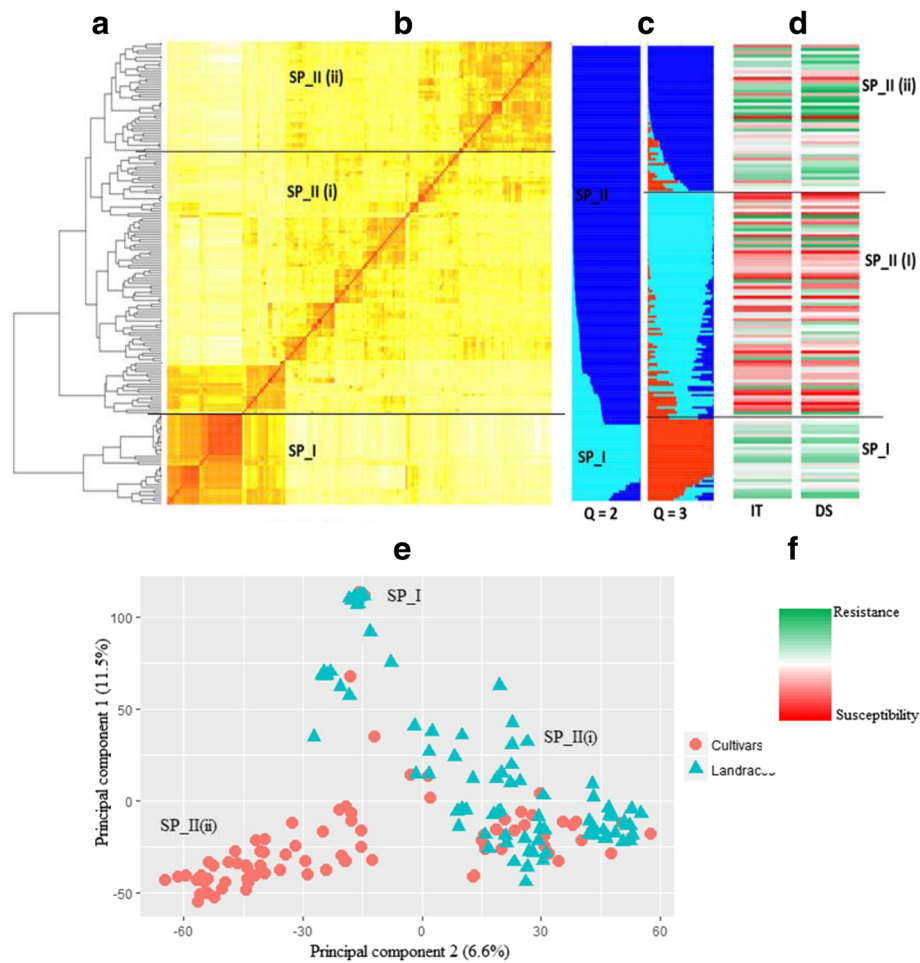 a b c d
SP_II (ii)
SP_II (i)
SP_I
SP_II
SP_I
Q = 2 Q = 3 IT DS
SP_II (ii)
SP_II (I)
SP_I
e f
Principal component 1 (11.5%)
100
50
0
-50
SP_I
SP_II(i)
SP_II(ii)
-60 -30 0 30 60
Principal component 2 (6.6%)
Resistance
Susceptibility
Cultivars